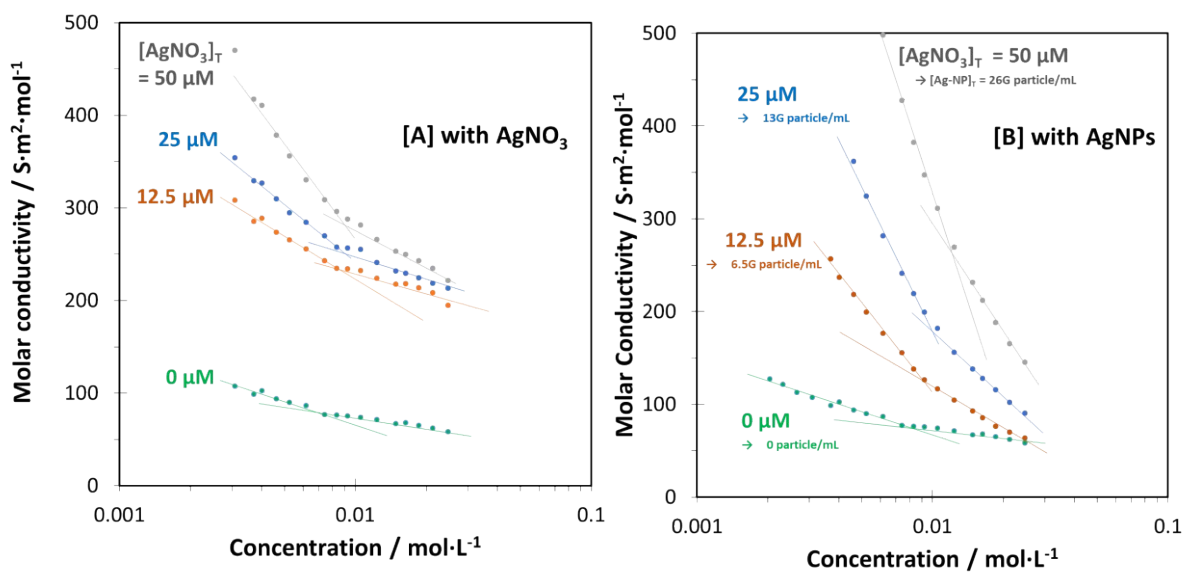 Molar conductivity / S·m²·mol⁻¹
500
400
300
200
100
0
[AgNO₃]T
= 50 µM
25 µM
12.5 µM
0 µM
[A] with AgNO₃
0.001
0.01
0.1
Concentration / mol·L⁻¹
Molar Conductivity / S·m²·mol⁻¹
500
400
300
200
100
0
[AgNO₃]T = 50 µM
→ [Ag-NP]T = 26G particle/mL
25 µM
→ 13G particle/mL
[B] with AgNPs
12.5 µM
→ 6.5G particle/mL
0 µM
→ 0 particle/mL
0.001
0.01
0.1
Concentration / mol·L⁻¹